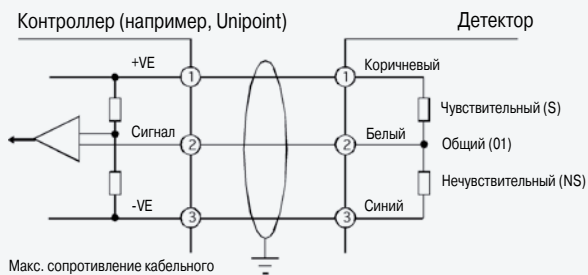 Контроллер (например, Unipoint)
Детектор
+VE
1
1
Коричневый
Чувствительный (S)
Сигнал
2
2
Белый
Общий (01)
Нечувствительный (NS)
-VE
3
3
Синий
Макс. сопротивление кабельного